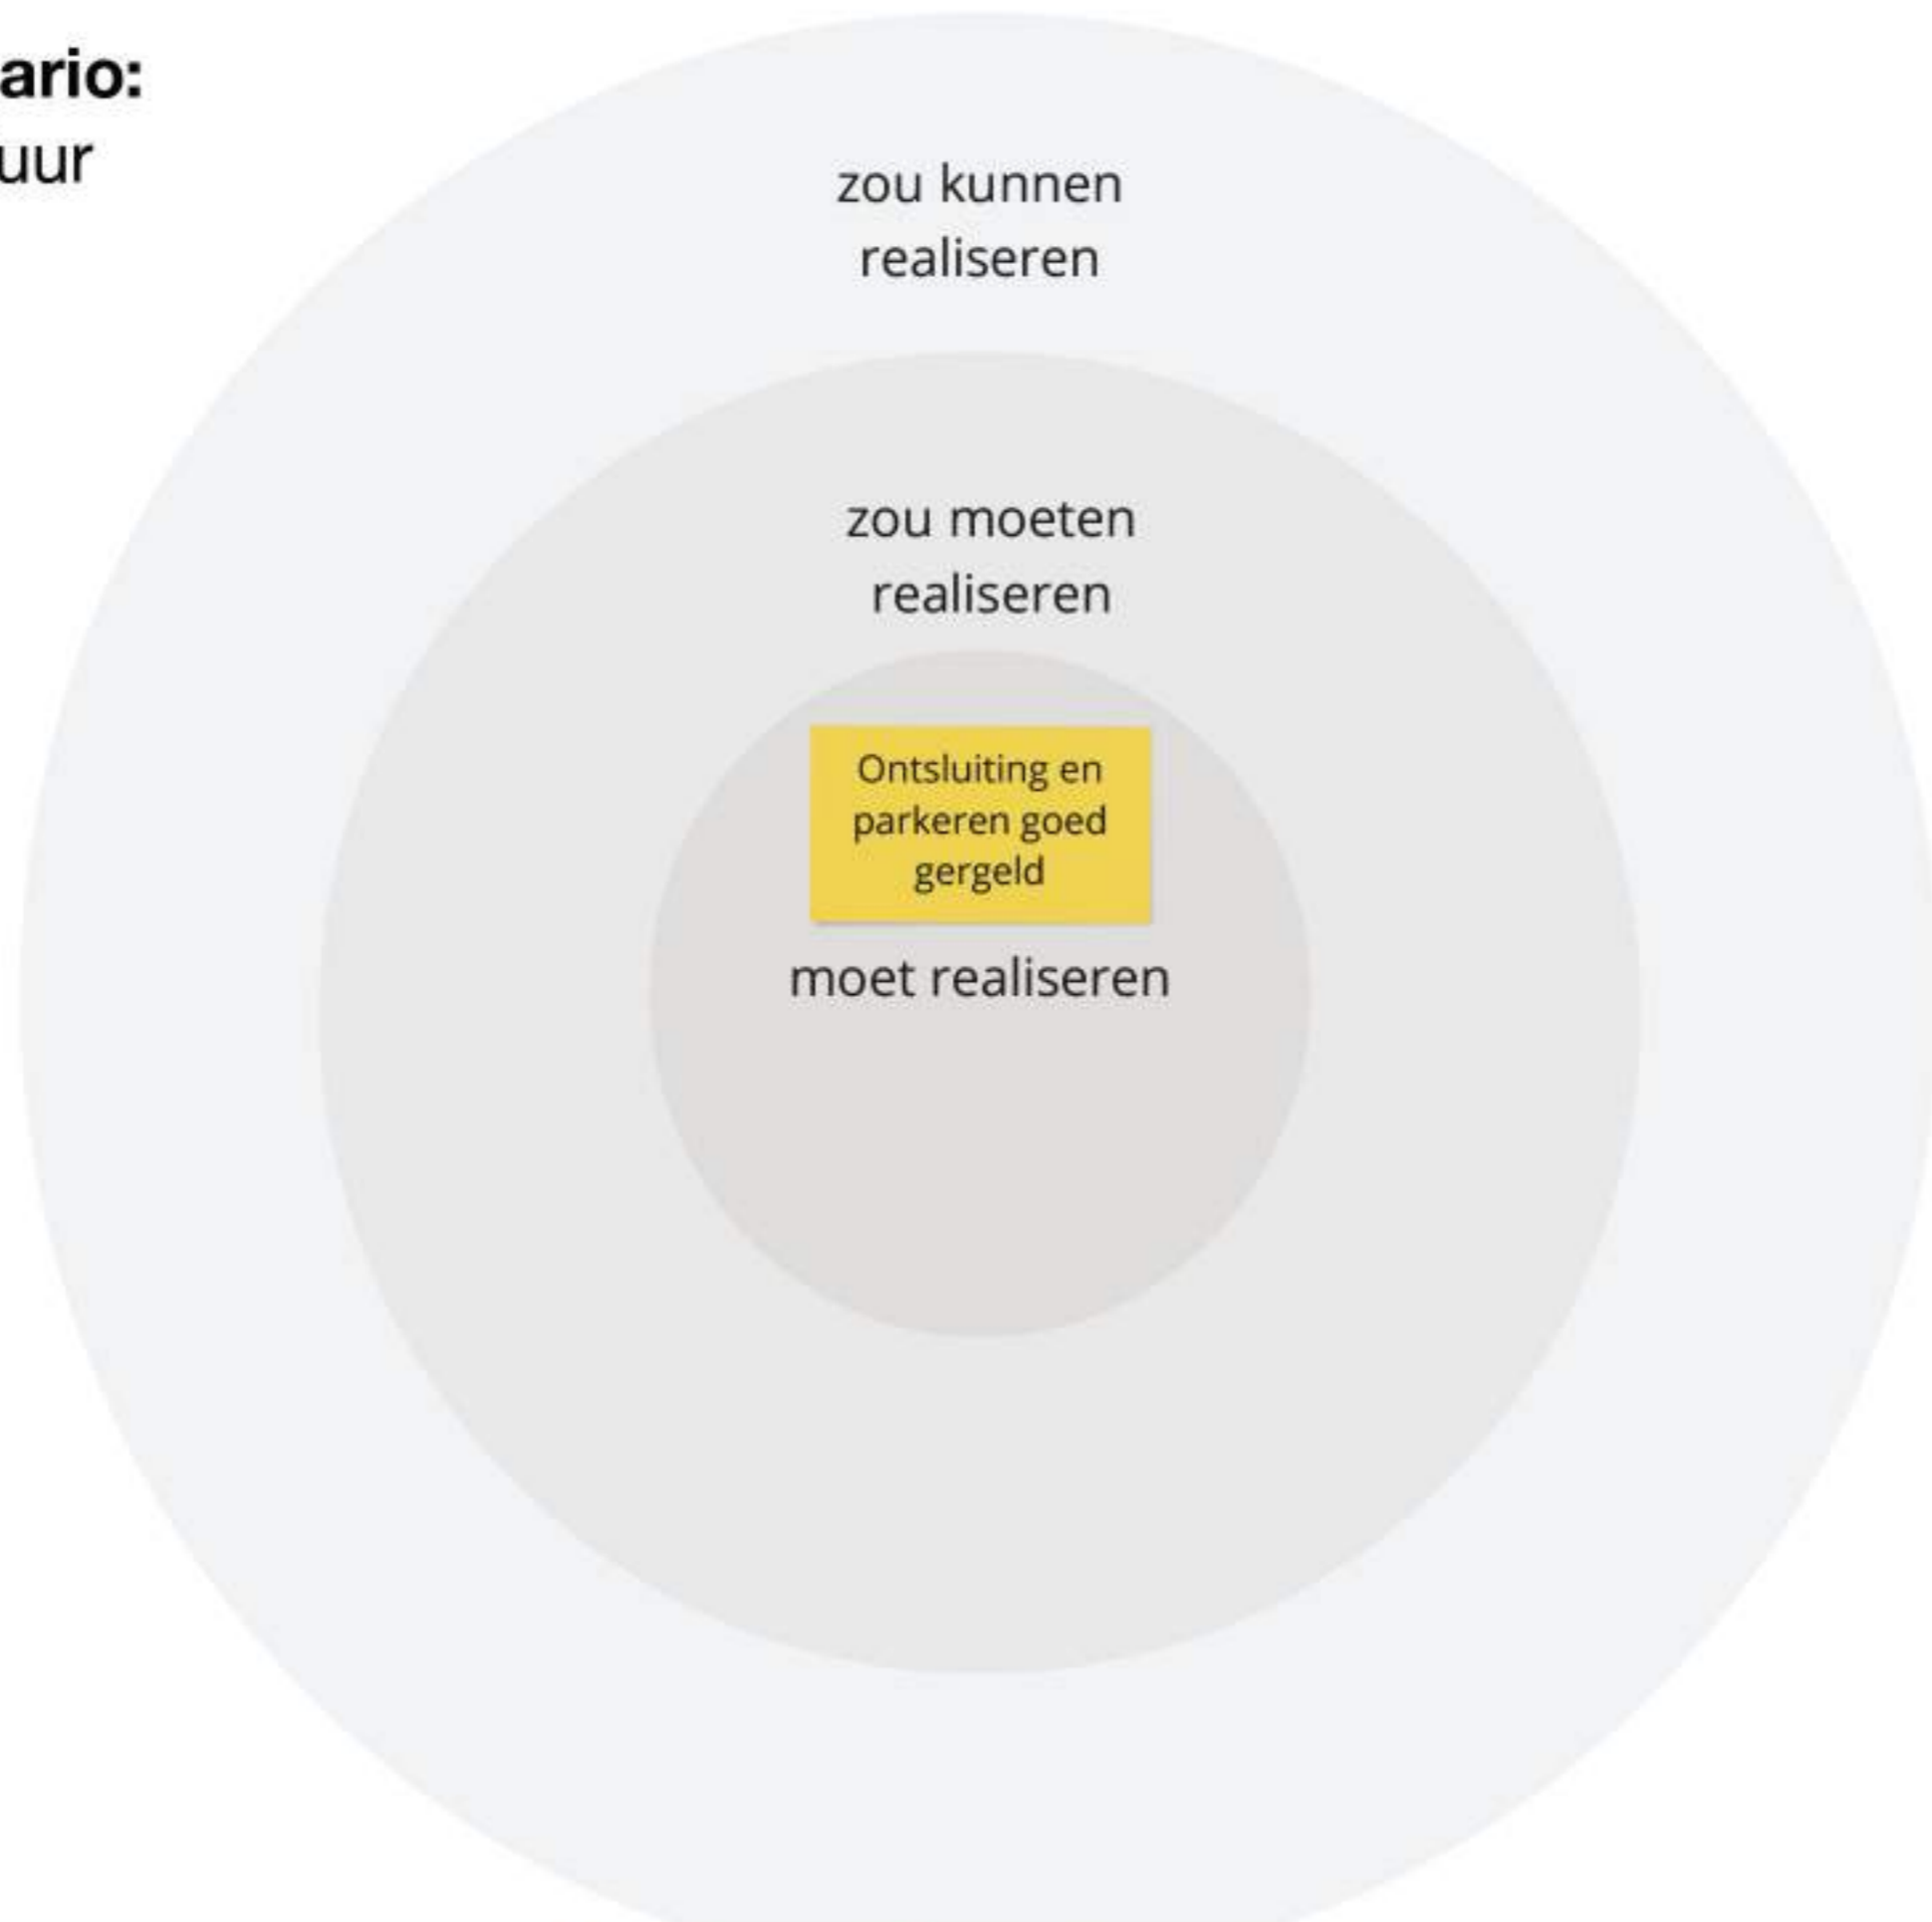 ario:
uur
zou kunnen
realiseren
zou moeten
realiseren
Ontsluiting en
parkeren goed
gergeld
moet realiseren